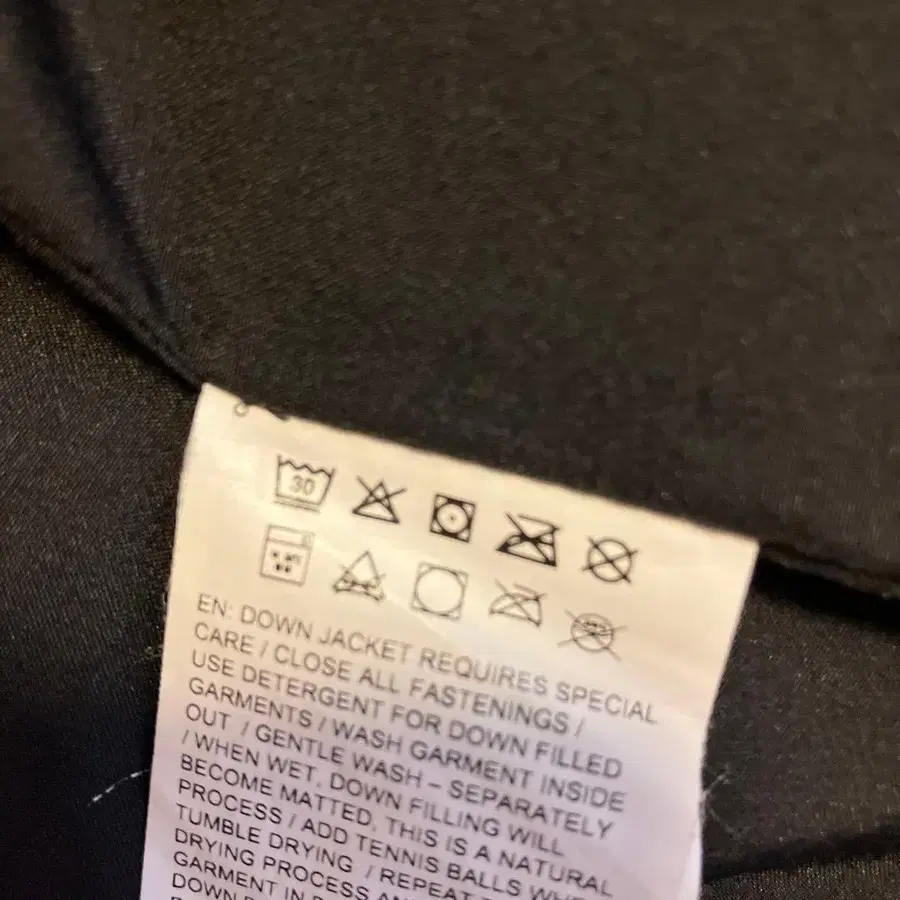 30
EN: DOWN JACKET REQUIRES SPECIAL
CARE / CLOSE ALL FASTENINGS /
USE DETERGENT FOR DOWN FILLED
GARMENTS / WASH GARMENT INSIDE
OUT / GENTLE WASH – SEPARATELY
/ WHEN WET, DOWN FILLING WILL
BECOME MATTED, THIS IS A NATURAL
PROCESS / ADD TENNIS BALLS
TUMBLE DRYING / REPEAT
DRYING PROCESS
GARMENT IN
DOWN